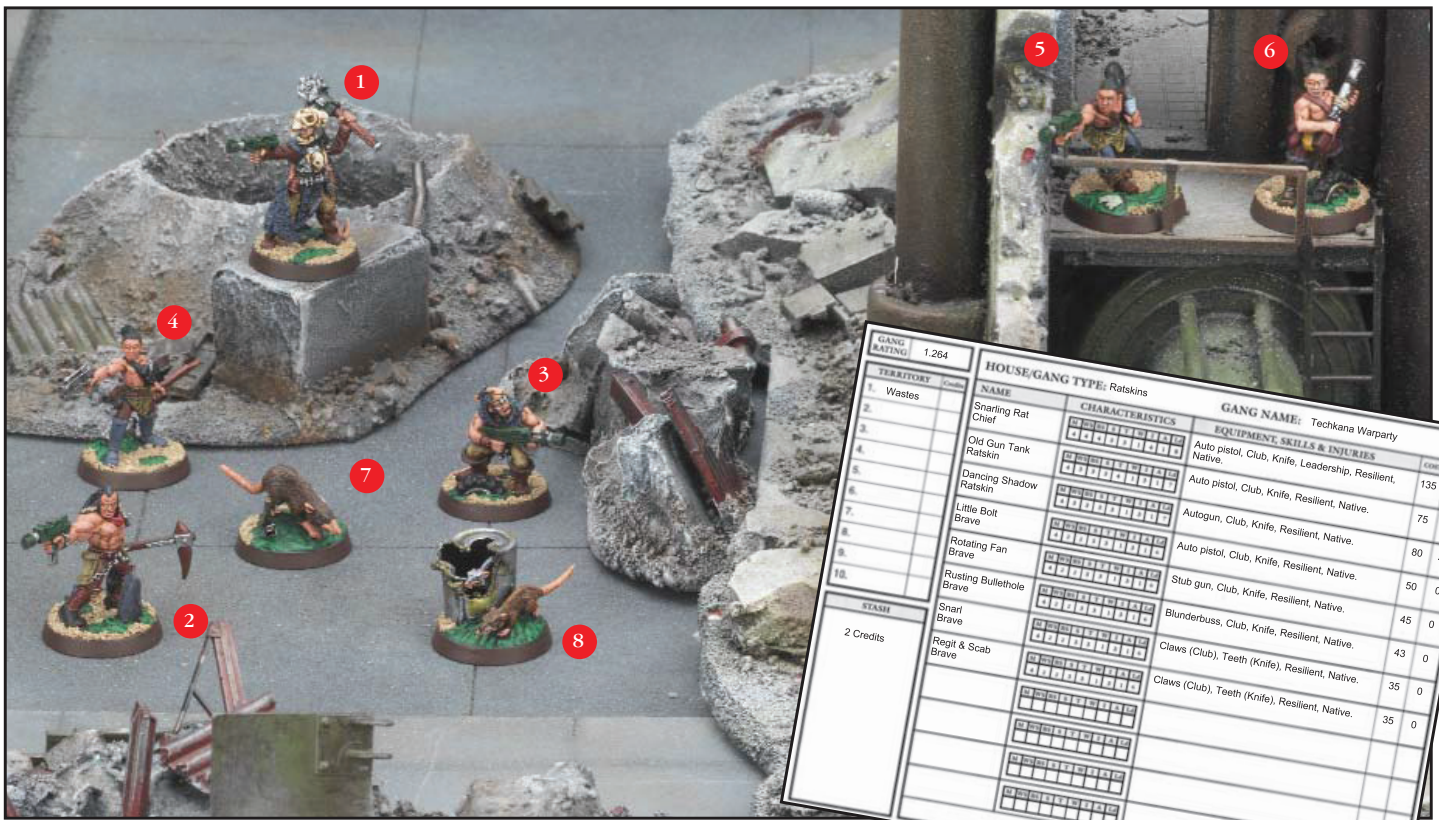 1
5
6
4
3
7
2
8
GANG RATING
1.264
TERRITORY Credits
1. Wastes
2.
3.
4.
5.
6.
7.
8.
9.
10.
STASH
2 Credits
HOUSE/GANG TYPE: Ratskins
GANG NAME: Techkana Warparty
NAME CHARACTERISTICS EQUIPMENT, SKILLS & INJURIES
Snarling Rat
Chief
Auto pistol, Club, Knife, Leadership, Resilient,
Native.
135
Old Gun Tank
Ratskin
Auto pistol, Club, Knife, Resilient, Native.
75
Dancing Shadow
Ratskin
Autogun, Club, Knife, Resilient, Native.
80
Little Bolt
Brave
Auto pistol, Club, Knife, Resilient, Native.
50 0
Rotating Fan
Brave
Stub gun, Club, Knife, Resilient, Native.
45 0
Rusting Bullethole
Brave
Blunderbuss, Club, Knife, Resilient, Native.
43 0
Snarl
Brave
Claws (Club), Teeth (Knife), Resilient, Native.
35 0
Regit & Scab
Brave
Claws (Club), Teeth (Knife), Resilient, Native.
35 0